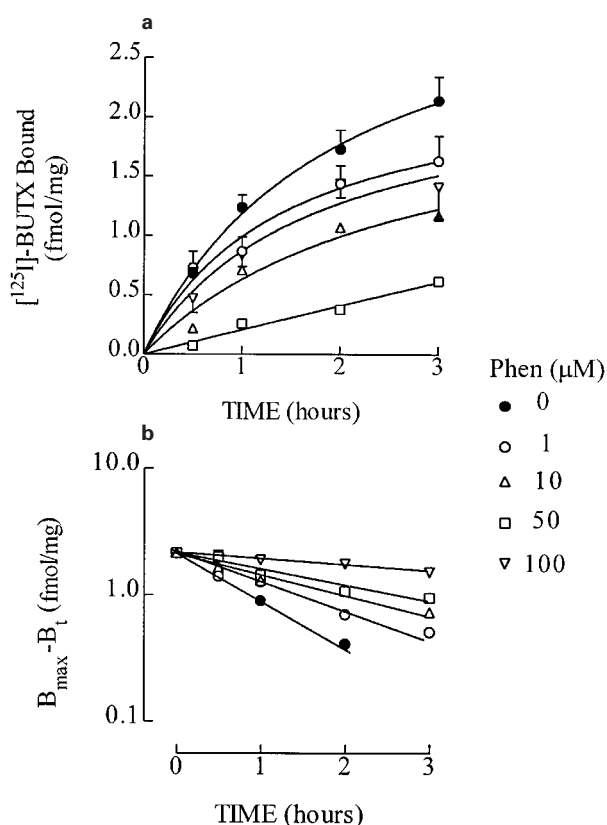 a
2.5
2.0
1.5
1.0
0.5
0.0
[125I]-BUTX Bound
(fmol/mg)
0
1
2
3
TIME (hours)
Phen (μM)
0
1
10
50
100
b
10.0
1.0
0.1
Bmax-Bt (fmol/mg)
0
1
2
3
TIME (hours)